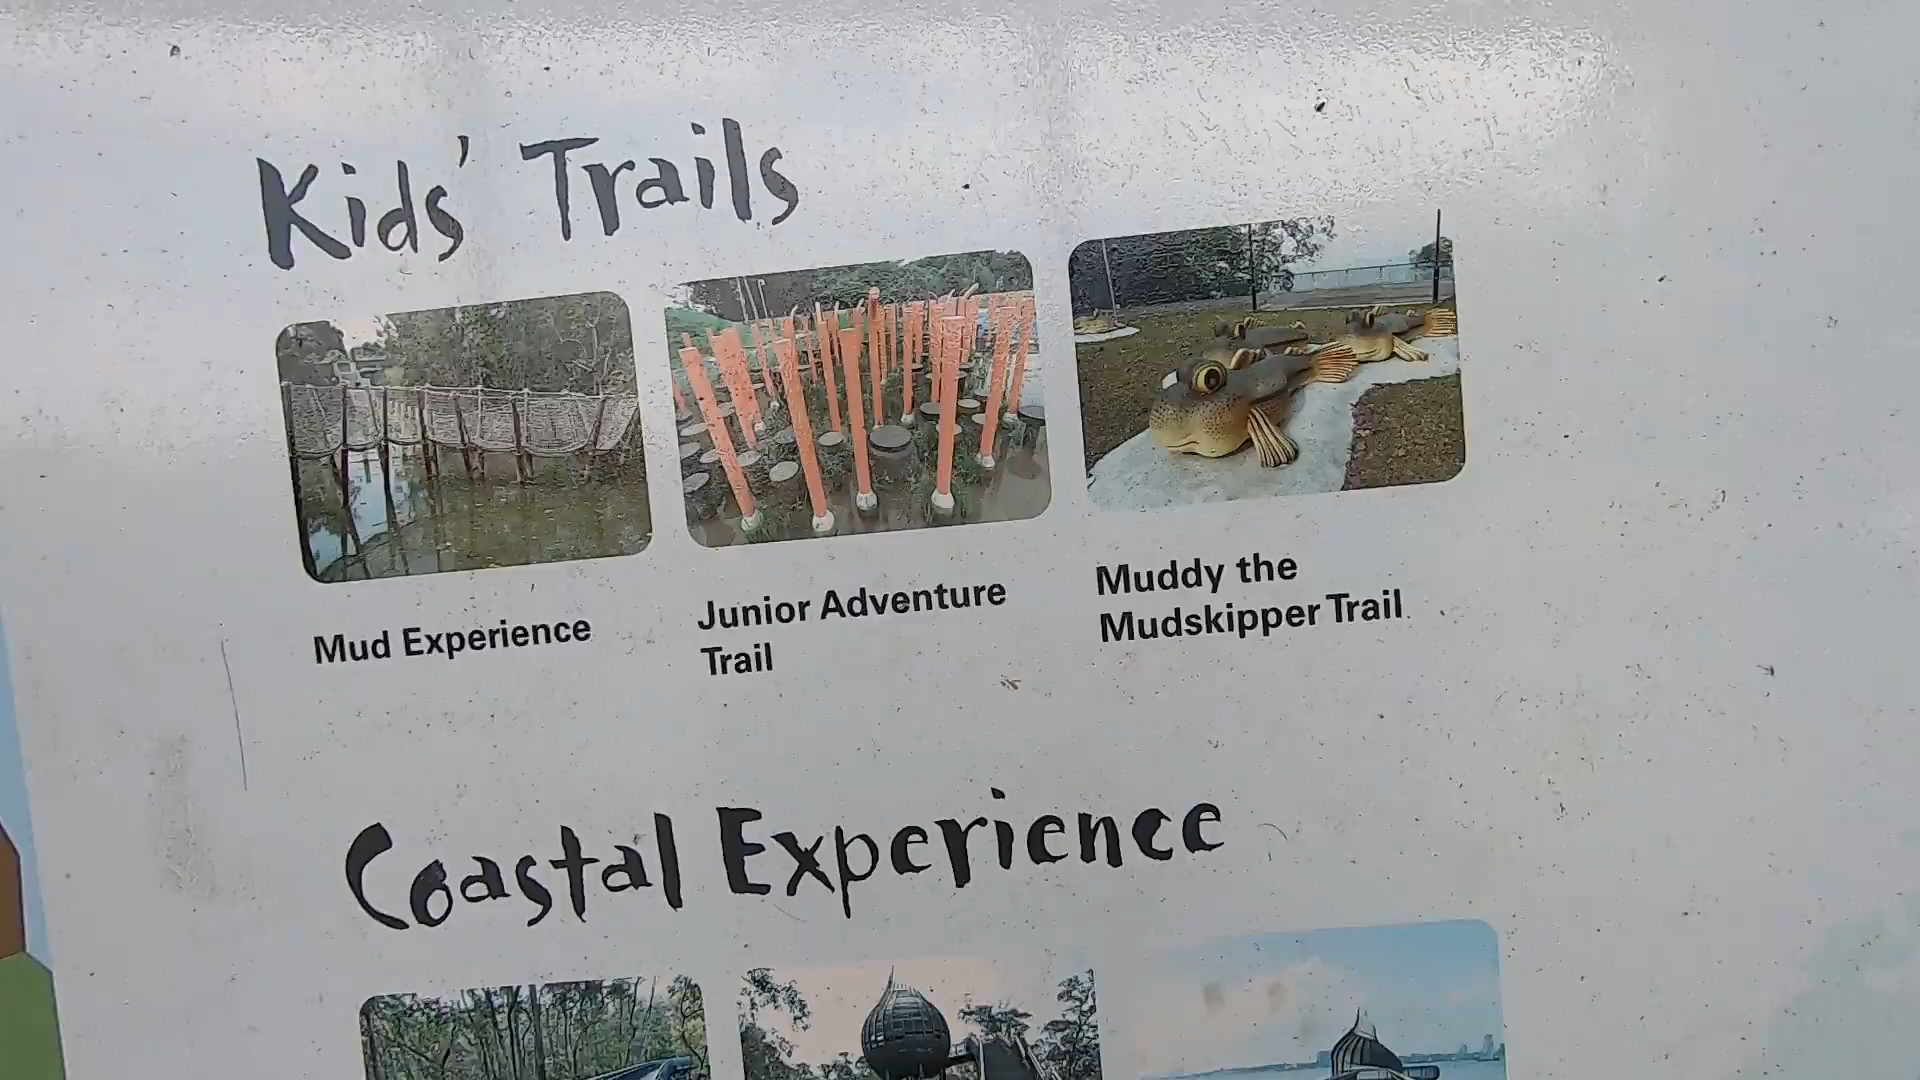 Kids' Trails
Mud Experience
Junior Adventure
Trail
Muddy the
Mudskipper Trail
Coastal Experience